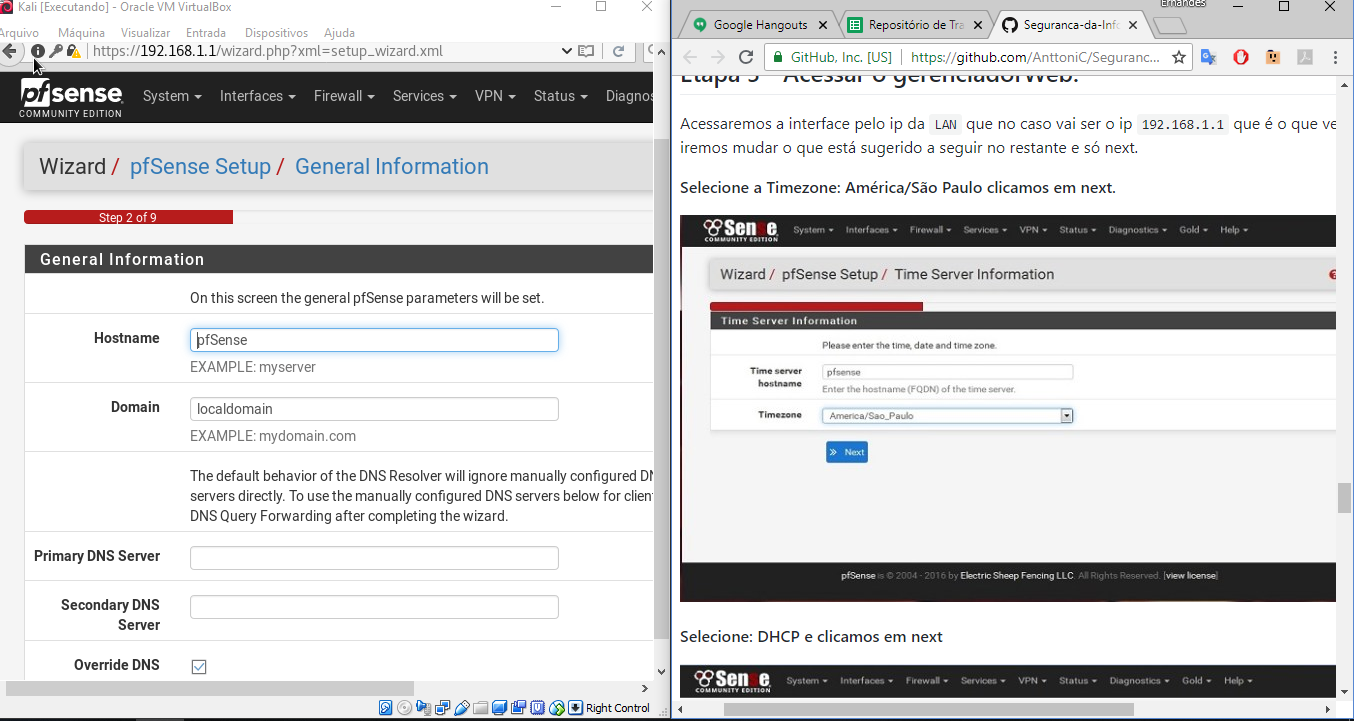 Kali [Executando] - Oracle VM VirtualBox
Arquivo Máquina Visualizar Entrada Dispositivos Ajuda
https://192.168.1.1/wizard.php?xml=setup_wizard.xml
pfsense
COMMUNITY EDITION
System Interfaces Firewall Services VPN Status Diagnos
Wizard / pfSense Setup / General Information
Step 2 of 9
General Information
On this screen the general pfSense parameters will be set.
Hostname
pfSense
EXAMPLE: myserver
Domain
localdomain
EXAMPLE: mydomain.com
The default behavior of the DNS Resolver will ignore manually configured DN
servers directly. To use the manually configured DNS servers below for clien
DNS Query Forwarding after completing the wizard.
Primary DNS Server
Secondary DNS
Server
Override DNS
Right Control
Ernandes
Google Hangouts
Repositório de Tra
Seguranca-da-Info
GitHub, Inc. [US]
https://github.com/AnttoniC/Seguranc...
Etapa 3 - Acessar o gerenciadorWeb.
Acessaremos a interface pelo ip da LAN que no caso vai ser o ip 192.168.1.1 que é o que ve
iremos mudar o que está sugerido a seguir no restante e só next.
Selecione a Timezone: América/São Paulo clicamos em next.
Sense
COMMUNITY EDITION
System Interfaces Firewall Services VPN Status Diagnostics Gold Help
Wizard / pfSense Setup / Time Server Information
Time Server Information
Please enter the time, date and time zone.
Time server
hostname
pfsense
Enter the hostname (FQDN) of the time server.
Timezone
America/Sao_Paulo
Next
pfSense is © 2004 - 2016 by Electric Sheep Fencing LLC. All Rights Reserved. [view license]
Selecione: DHCP e clicamos em next
Sense
COMMUNITY EDITION
System Interfaces Firewall Services VPN Status Diagnostics Gold Help